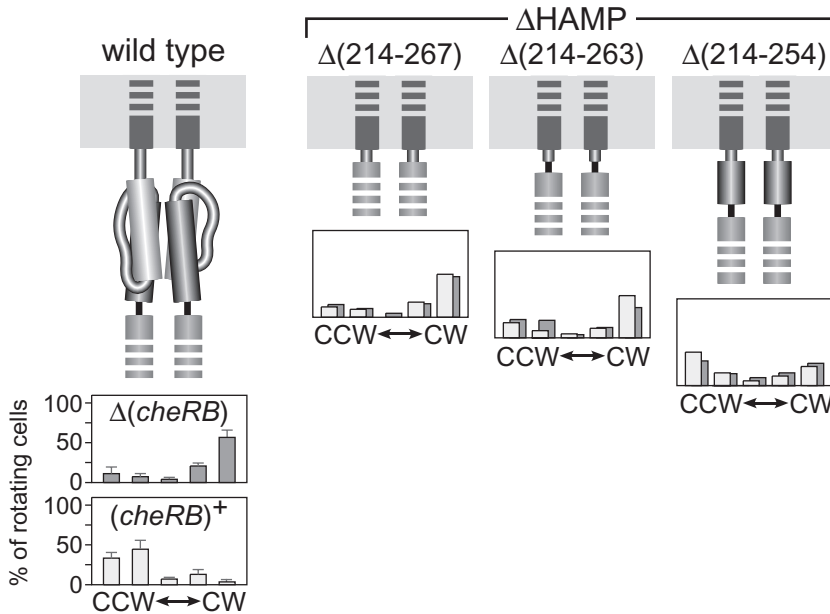 ΔHAMP
wild type
Δ(214-267)
Δ(214-263)
Δ(214-254)
CCW↔CW
CCW↔CW
CCW↔CW
% of rotating cells
100
50
0
Δ(cheRB)
100
50
0
(cheRB)+
CCW↔CW